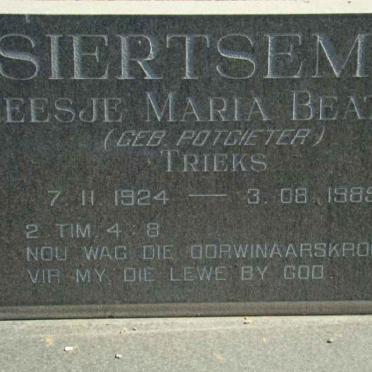 SIERTSEM
EESJE MARIA BEA
(GEB. POTGIETER)
TRIEKS
7. 11. 1924 — 3. 08. 1989
2 TIM. 4 : 8
NOU WAG DIE OORWINAARSKRO
VIR MY, DIE LEWE BY GOD.